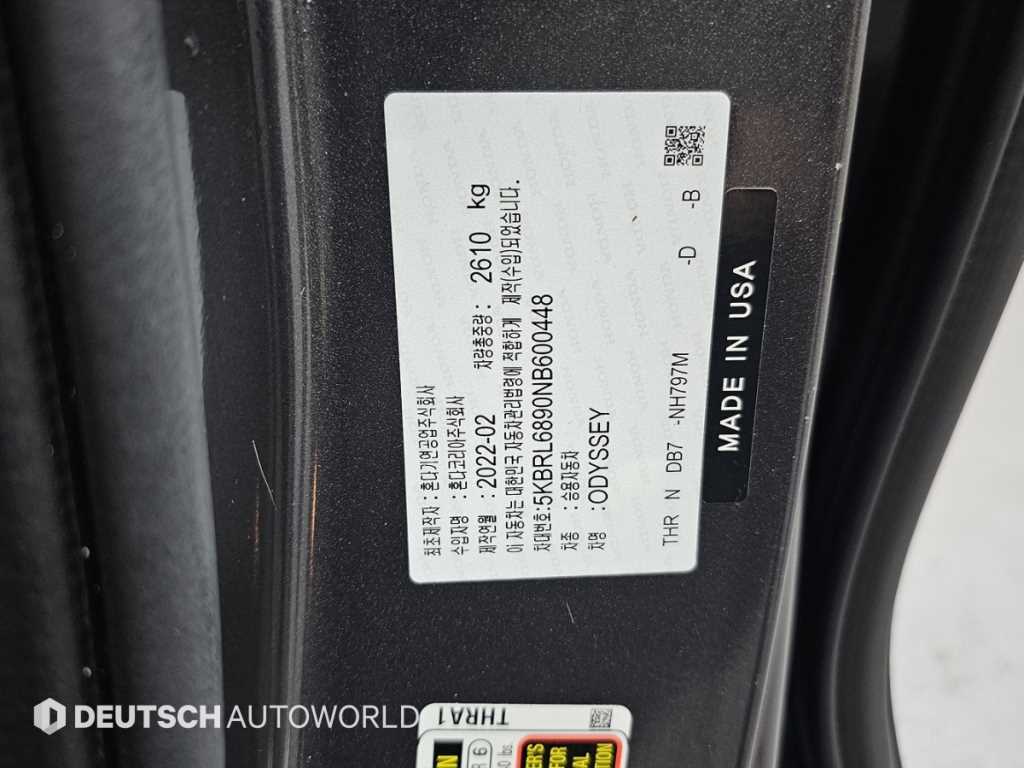 최초제작자 : 혼다기연공업주식회사
수입자명 : 혼다코리아주식회사
제작연월 : 2022-02 차량총중량 : 2610 kg
이 자동차는 대한민국 자동차관리법령에 적합하게 제작(수입)되었습니다.
차대번호:5KBRL6890NB600448
차종 : 승용자동차
차명 : ODYSSEY
THR N DB7 -NH797M -D -B
MADE IN USA
THRA1
DEUTSCH AUTOWORLD